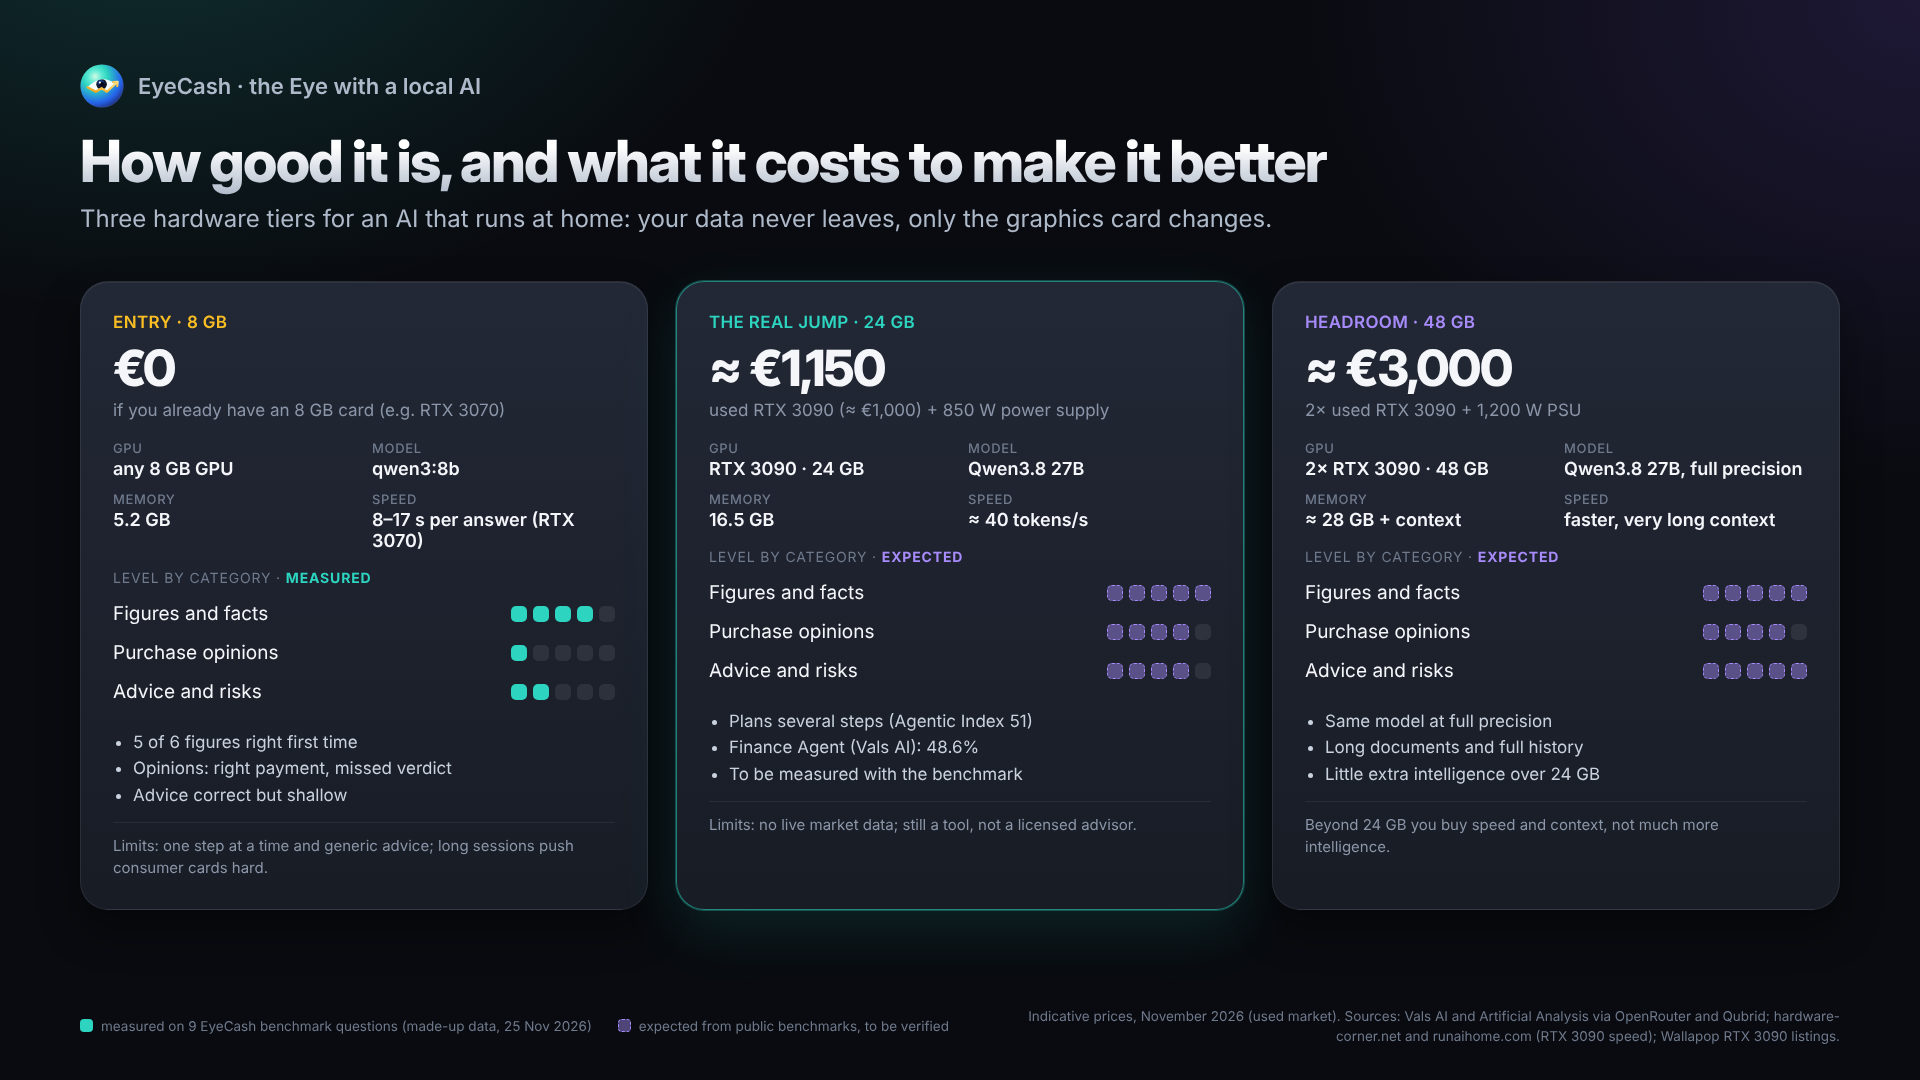 EyeCash · the Eye with a local AI
How good it is, and what it costs to make it better
Three hardware tiers for an AI that runs at home: your data never leaves, only the graphics card changes.
ENTRY · 8 GB
€0
if you already have an 8 GB card (e.g. RTX 3070)
GPU
any 8 GB GPU
MODEL
qwen3:8b
MEMORY
5.2 GB
SPEED
8–17 s per answer (RTX
3070)
LEVEL BY CATEGORY · MEASURED
Figures and facts
Purchase opinions
Advice and risks
• 5 of 6 figures right first time
• Opinions: right payment, missed verdict
• Advice correct but shallow
Limits: one step at a time and generic advice; long sessions push
consumer cards hard.
THE REAL JUMP · 24 GB
≈ €1,150
used RTX 3090 (≈ €1,000) + 850 W power supply
GPU
RTX 3090 · 24 GB
MODEL
Qwen3.8 27B
MEMORY
16.5 GB
SPEED
≈ 40 tokens/s
LEVEL BY CATEGORY · EXPECTED
Figures and facts
Purchase opinions
Advice and risks
• Plans several steps (Agentic Index 51)
• Finance Agent (Vals AI): 48.6%
• To be measured with the benchmark
Limits: no live market data; still a tool, not a licensed advisor.
HEADROOM · 48 GB
≈ €3,000
2× used RTX 3090 + 1,200 W PSU
GPU
2× RTX 3090 · 48 GB
MODEL
Qwen3.8 27B, full precision
MEMORY
≈ 28 GB + context
SPEED
faster, very long context
LEVEL BY CATEGORY · EXPECTED
Figures and facts
Purchase opinions
Advice and risks
• Same model at full precision
• Long documents and full history
• Little extra intelligence over 24 GB
Beyond 24 GB you buy speed and context, not much more
intelligence.
measured on 9 EyeCash benchmark questions (made-up data, 25 Nov 2026)
expected from public benchmarks, to be verified
Indicative prices, November 2026 (used market). Sources: Vals AI and Artificial Analysis via OpenRouter and Qubrid; hardware-
corner.net and runaihome.com (RTX 3090 speed); Wallapop RTX 3090 listings.